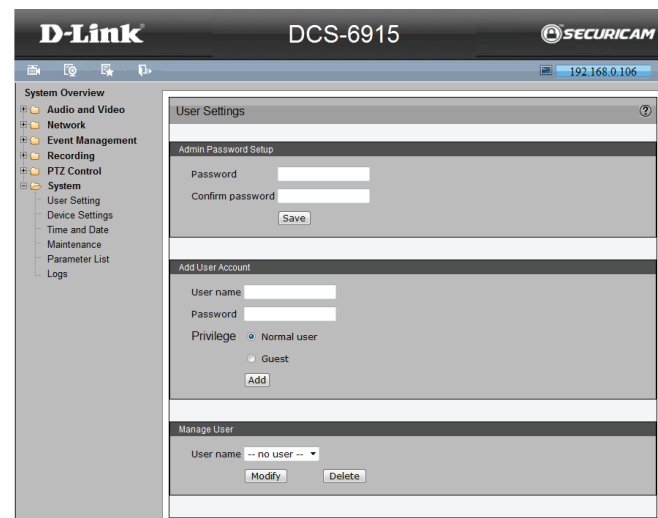 D-Link
DCS-6915
SECURICAM
192.168.0.106
System Overview
Audio and Video
Network
Event Management
Recording
PTZ Control
System
User Setting
Device Settings
Time and Date
Maintenance
Parameter List
Logs
User Settings
?
Admin Password Setup
Password
Confirm password
Save
Add User Account
User name
Password
Privilege Normal user
Guest
Add
Manage User
User name -- no user --
Modify Delete